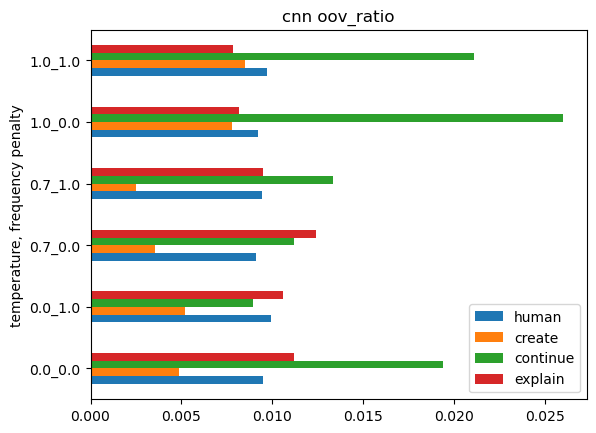 cnn oov_ratio
temperature, frequency penalty
1.0_1.0
1.0_0.0
0.7_1.0
0.7_0.0
0.0_1.0
0.0_0.0
human
create
continue
explain
0.000 0.005 0.010 0.015 0.020 0.025